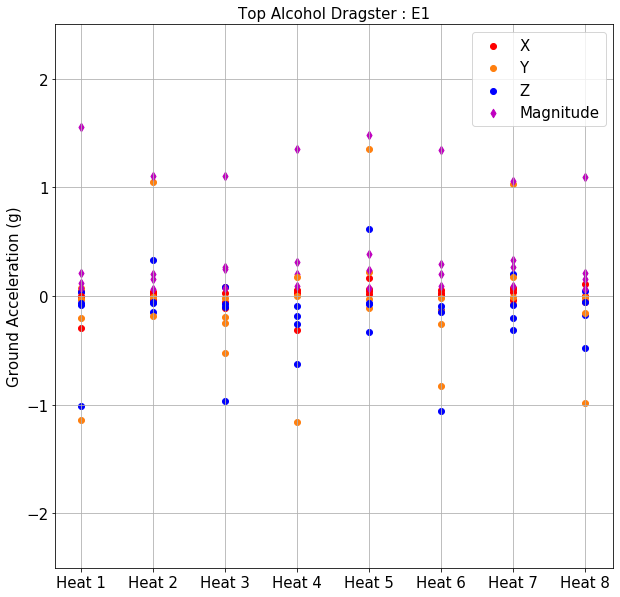 Top Alcohol Dragster : E1
X
Y
Z
Magnitude
Ground Acceleration (g)
2
1
0
−1
−2
Heat 1 Heat 2 Heat 3 Heat 4 Heat 5 Heat 6 Heat 7 Heat 8